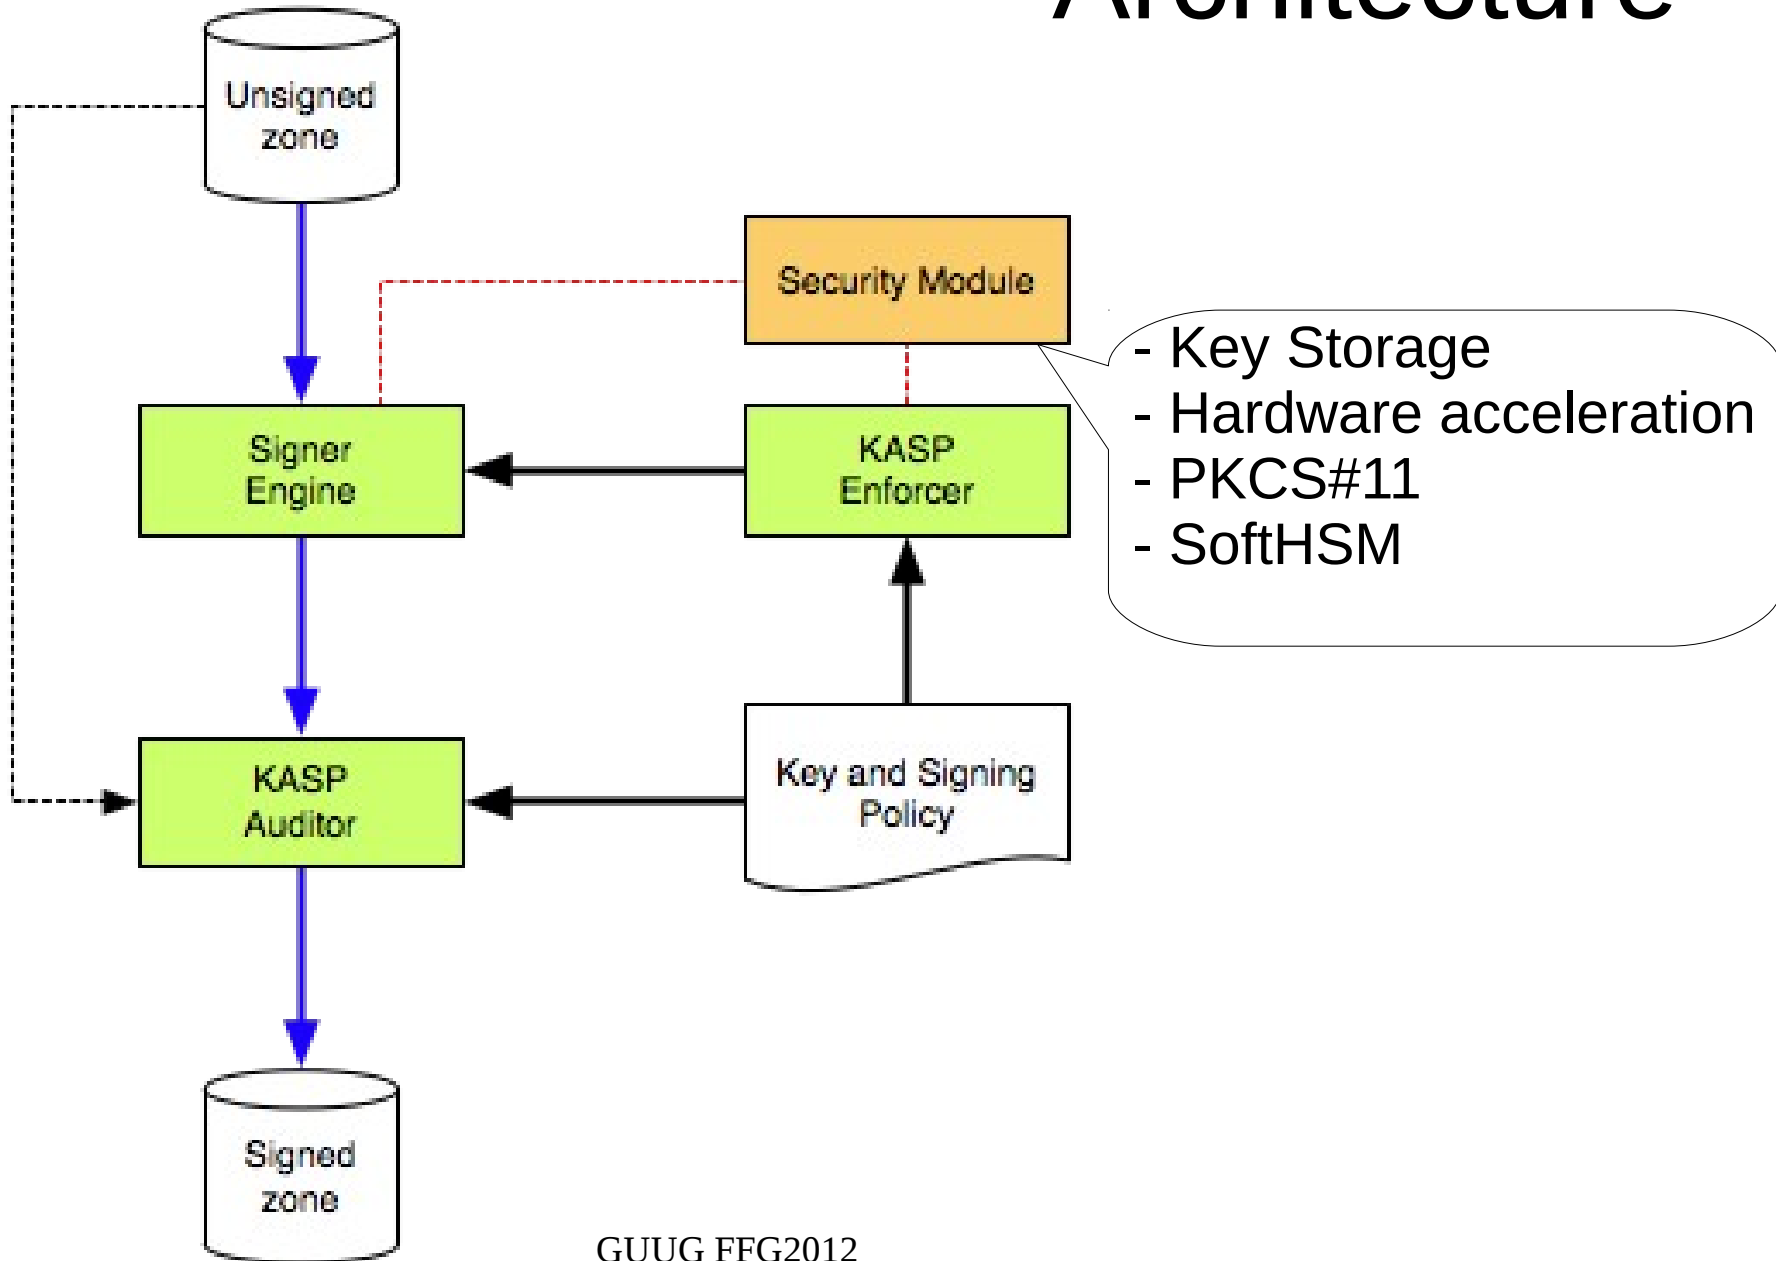 Architecture
Unsigned
zone
Security Module
- Key Storage
- Hardware acceleration
- PKCS#11
- SoftHSM
Signer
Engine
KASP
Enforcer
KASP
Auditor
Key and Signing
Policy
Signed
zone
GUUG FFG2012